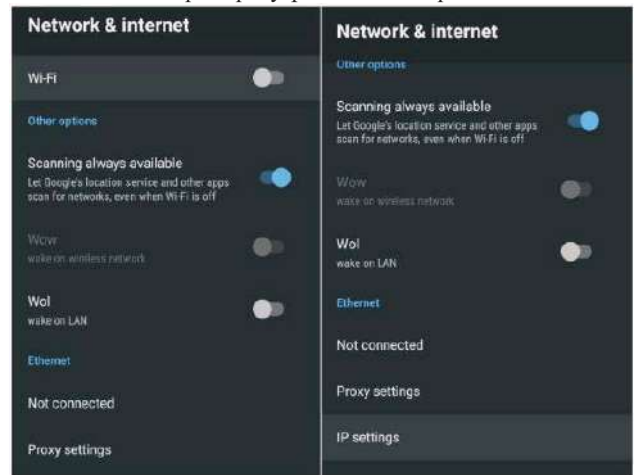 Network & internet
Wi-Fi
Other options
Scanning always available
Let Google's location service and other apps
scan for networks, even when Wi-Fi is off
Wow
wake on wireless network
Wol
wake on LAN
Ethernet
Not connected
Proxy settings
Network & internet
Other options
Scanning always available
Let Google's location service and other apps
scan for networks, even when Wi-Fi is off
Wow
wake on wireless network
Wol
wake on LAN
Ethernet
Not connected
Proxy settings
IP settings